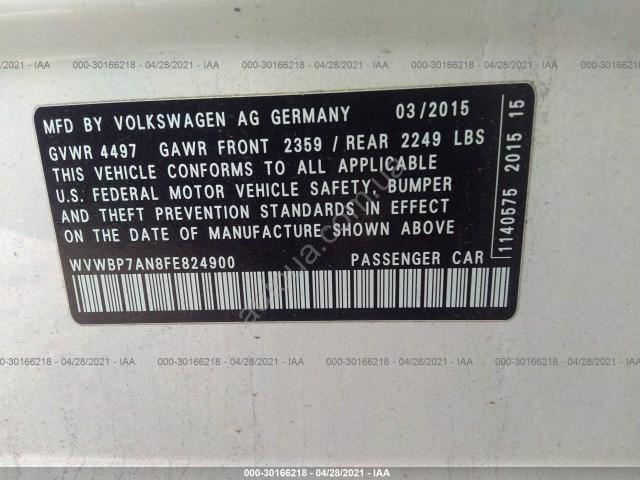 000-30166218 - 04/28/2021 - IAA
MFD BY VOLKSWAGEN AG GERMANY 03/2015
GVWR 4497 GAWR FRONT 2359 / REAR 2249 LBS
THIS VEHICLE CONFORMS TO ALL APPLICABLE
U.S. FEDERAL MOTOR VEHICLE SAFETY, BUMPER
AND THEFT PREVENTION STANDARDS IN EFFECT
ON THE DATE OF MANUFACTURE SHOWN ABOVE
WVWBP7AN8FE824900 PASSENGER CAR
1140575 2015 15
000-30166218 - 04/28/2021 - IAA
000-30166218 - 04/28/2021 - IAA